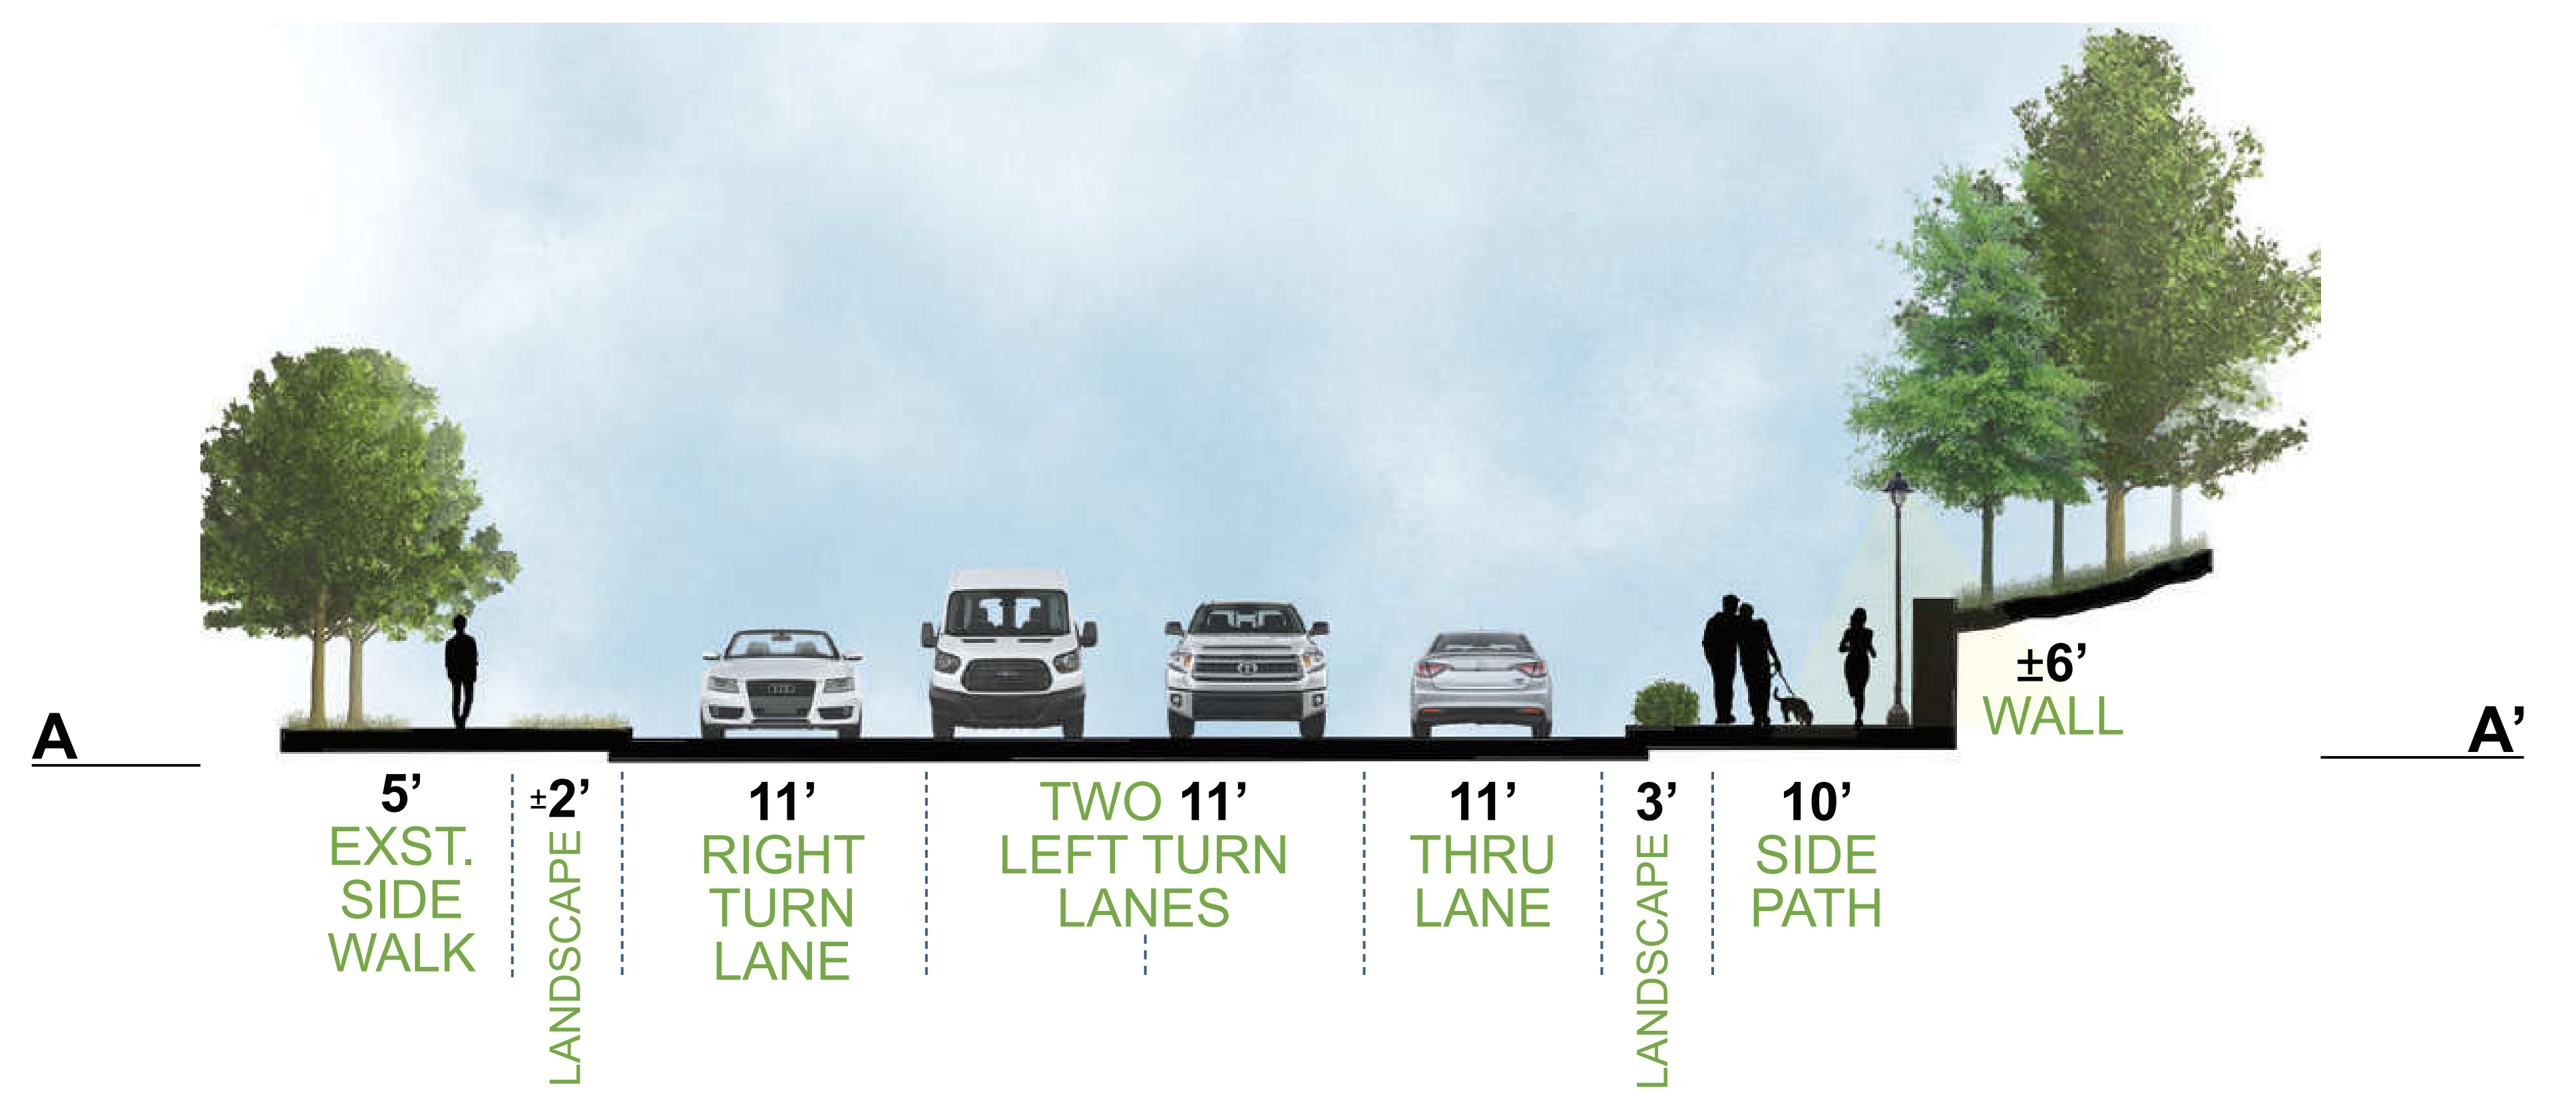 A
A’
±6’
WALL
5’
EXST.
SIDE
WALK
±2’
LANDSCAPE
11’
RIGHT
TURN
LANE
TWO 11’
LEFT TURN
LANES
11’
THRU
LANE
3’
LANDSCAPE
10’
SIDE
PATH